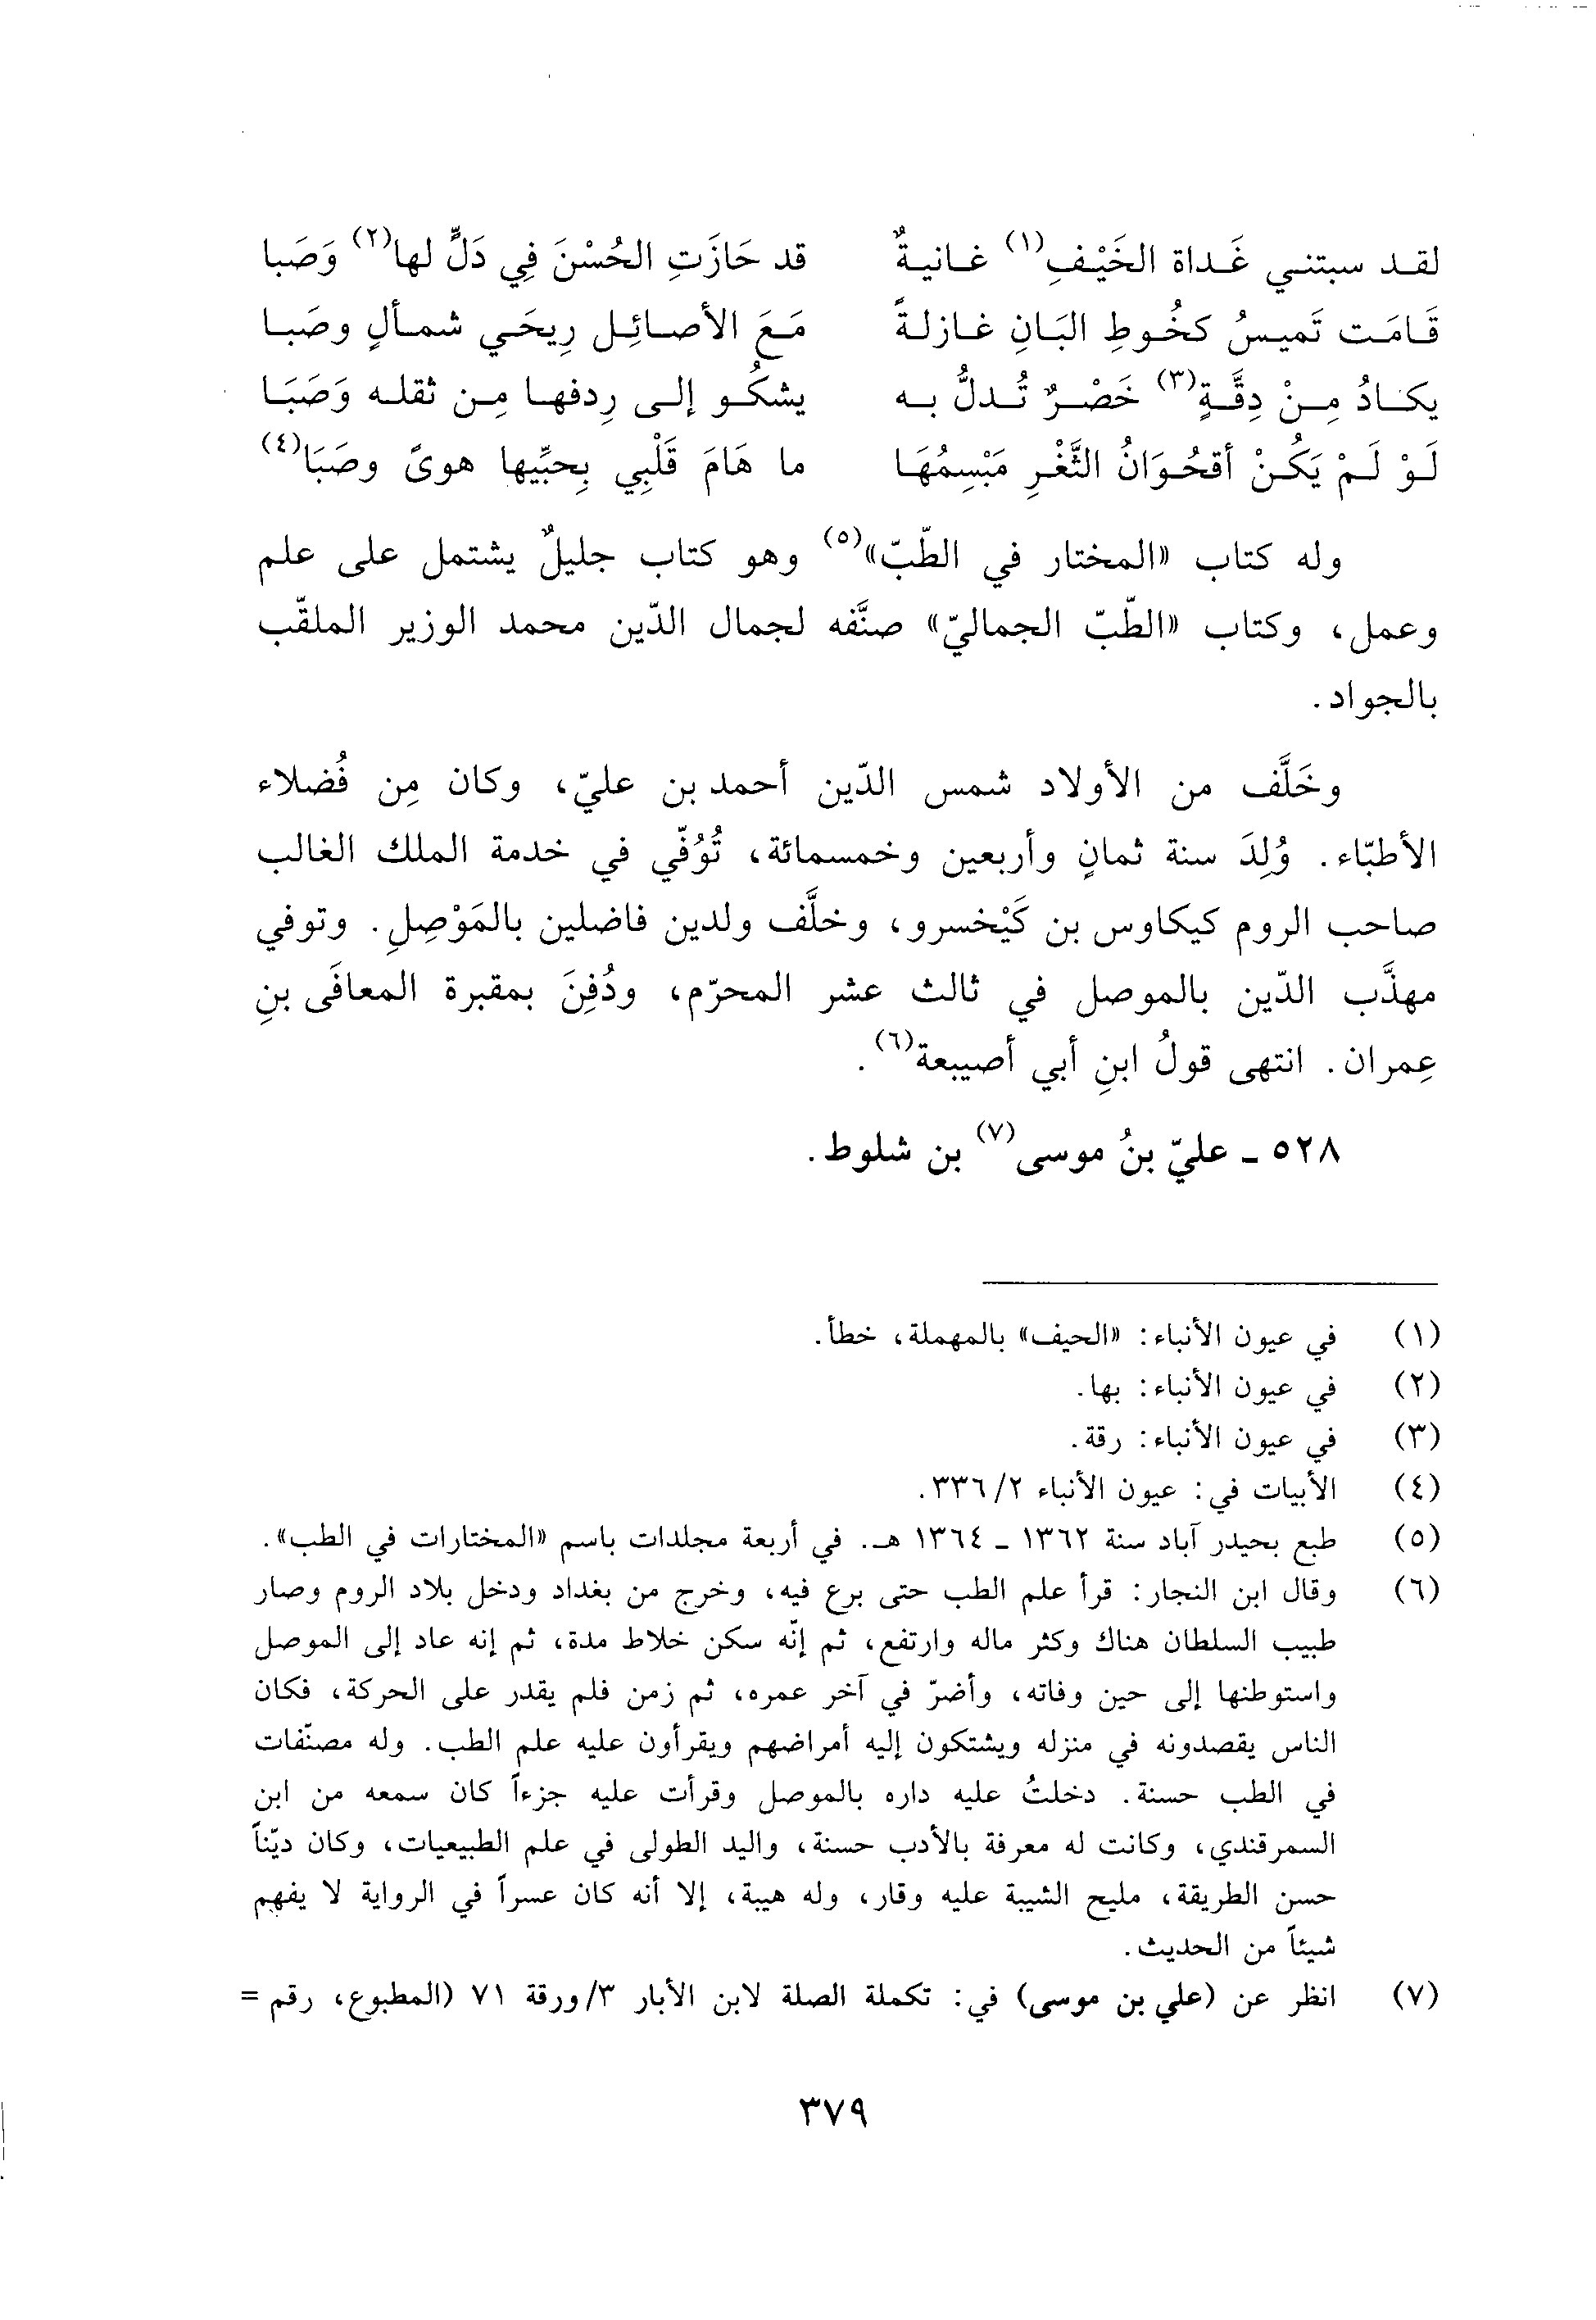 لقد سبتني غَداة الخَيْفِ(١) غانيةٌ قد حَازَتِ الحُسْنَ فِي دَلٍّ لها(٢) وَصَبا
قَامَت تَميسُ كخُوطِ البَانِ غازلةً مَعَ الأصائِل رِيحَي شمألٍ وصَبا
يكادُ مِنْ دِقَّةٍ(٣) خَصْرٌ تُدلُّ به يشكُو إلى رِدفها مِن ثقله وَصَبَا
لَوْ لَمْ يَكُنْ أقحُوَانُ الثَّغْرِ مَبْسِمُهَا ما هَامَ قَلْبِي بِحبِّيها هوىً وصَبَا(٤)
وله كتاب «المختار في الطّبّ»(٥) وهو كتاب جليلٌ يشتمل على علم
وعمل، وكتاب «الطّبّ الجماليّ» صنَّفه لجمال الدّين محمد الوزير الملقّب
بالجواد.
وخَلَّف من الأولاد شمس الدّين أحمد بن عليّ، وكان مِن فُضلاء
الأطبّاء. وُلِدَ سنة ثمانٍ وأربعين وخمسمائة، تُوُفّي في خدمة الملك الغالب
صاحب الروم كيكاوس بن كَيْخسرو، وخلَّف ولدين فاضلين بالمَوْصِلِ. وتوفي
مهذَّب الدّين بالموصل في ثالث عشر المحرّم، ودُفِنَ بمقبرة المعافَى بنِ
عِمران. انتهى قولُ ابنِ أبي أصيبعة(٦).
٥٢٨ ـ عليّ بنُ موسى(٧) بن شلوط.
(١) في عيون الأنباء: «الحيف» بالمهملة، خطأ.
(٢) في عيون الأنباء: بها.
(٣) في عيون الأنباء: رقة.
(٤) الأبيات في: عيون الأنباء ٢/ ٣٣٦.
(٥) طبع بحيدر آباد سنة ١٣٦٢ ـ ١٣٦٤ هـ. في أربعة مجلدات باسم «المختارات في الطب».
(٦) وقال ابن النجار: قرأ علم الطب حتى برع فيه، وخرج من بغداد ودخل بلاد الروم وصار
طبيب السلطان هناك وكثر ماله وارتفع، ثم إنّه سكن خلاط مدة، ثم إنه عاد إلى الموصل
واستوطنها إلى حين وفاته، وأضرّ في آخر عمره، ثم زمن فلم يقدر على الحركة، فكان
الناس يقصدونه في منزله ويشتكون إليه أمراضهم ويقرأون عليه علم الطب. وله مصنّفات
في الطب حسنة. دخلتُ عليه داره بالموصل وقرأت عليه جزءاً كان سمعه من ابن
السمرقندي، وكانت له معرفة بالأدب حسنة، واليد الطولى في علم الطبيعيات، وكان ديّناً
حسن الطريقة، مليح الشيبة عليه وقار، وله هيبة، إلا أنه كان عسراً في الرواية لا يفهم
شيئاً من الحديث.
(٧) انظر عن (علي بن موسى) في: تكملة الصلة لابن الأبار ٣/ورقة ٧١ (المطبوع، رقم =
٣٧٩